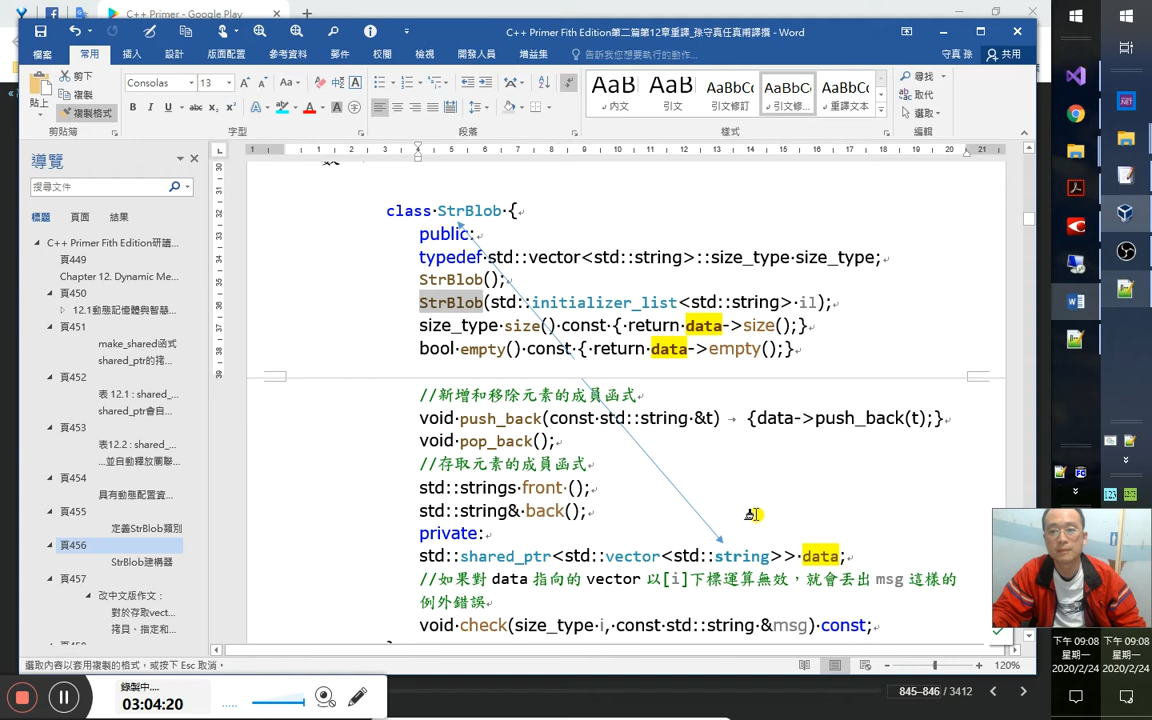 C++ Primer - Google Play
C++ Primer Fith Edition第二篇第12章重譯_孫守真任真甫譯撰 - Word
檔案
常用
插入
設計
版面配置
參考資料
郵件
校閱
檢視
開發人員
增益集
告訴我您想要執行的動作...
守真 孫
共用
貼上
剪下
複製
複製格式
剪貼簿
Consolas
13
字型
段落
AaB
內文
AaB
引文
AaBbCc
引文修訂
AaBbCc
引文修...
AaBbC
重譯文本
樣式
尋找
取代
選取
編輯
導覽
搜尋文件
標題
頁面
結果
C++ Primer Fith Edition研讀...
頁449
Chapter 12. Dynamic Me...
頁450
12.1動態記憶體與智慧...
頁451
make_shared函式
shared_ptr的拷...
頁452
表 12.1 : shared_...
shared_ptr會自...
頁453
表12.2 : shared_...
...並自動釋放關聯...
頁454
具有動態配置資...
頁455
定義StrBlob類別
頁456
StrBlob建構器
頁457
改中文版作文：
對於存取vect...
拷貝、指定和...
頁458
class StrBlob {
public:
typedef std::vector<std::string>::size_type size_type;
StrBlob();
StrBlob(std::initializer_list<std::string> il);
size_type size() const { return data->size();}
bool empty() const { return data->empty();}
//新增和移除元素的成員函式
void push_back(const std::string &t) → {data->push_back(t);}
void pop_back();
//存取元素的成員函式
std::strings front ();
std::string& back();
private:
std::shared_ptr<std::vector<std::string>> data;
//如果對 data 指向的 vector 以[i]下標運算無效，就會丟出 msg 這樣的
例外錯誤
void check(size_type i, const std::string &msg) const;
選取內容以套用複製的格式，或按下 Esc 取消。
120%
錄製中....
03:04:20
845–846 / 3412
下午 09:08
星期一
2020/2/24
下午 09:08
星期一
2020/2/24